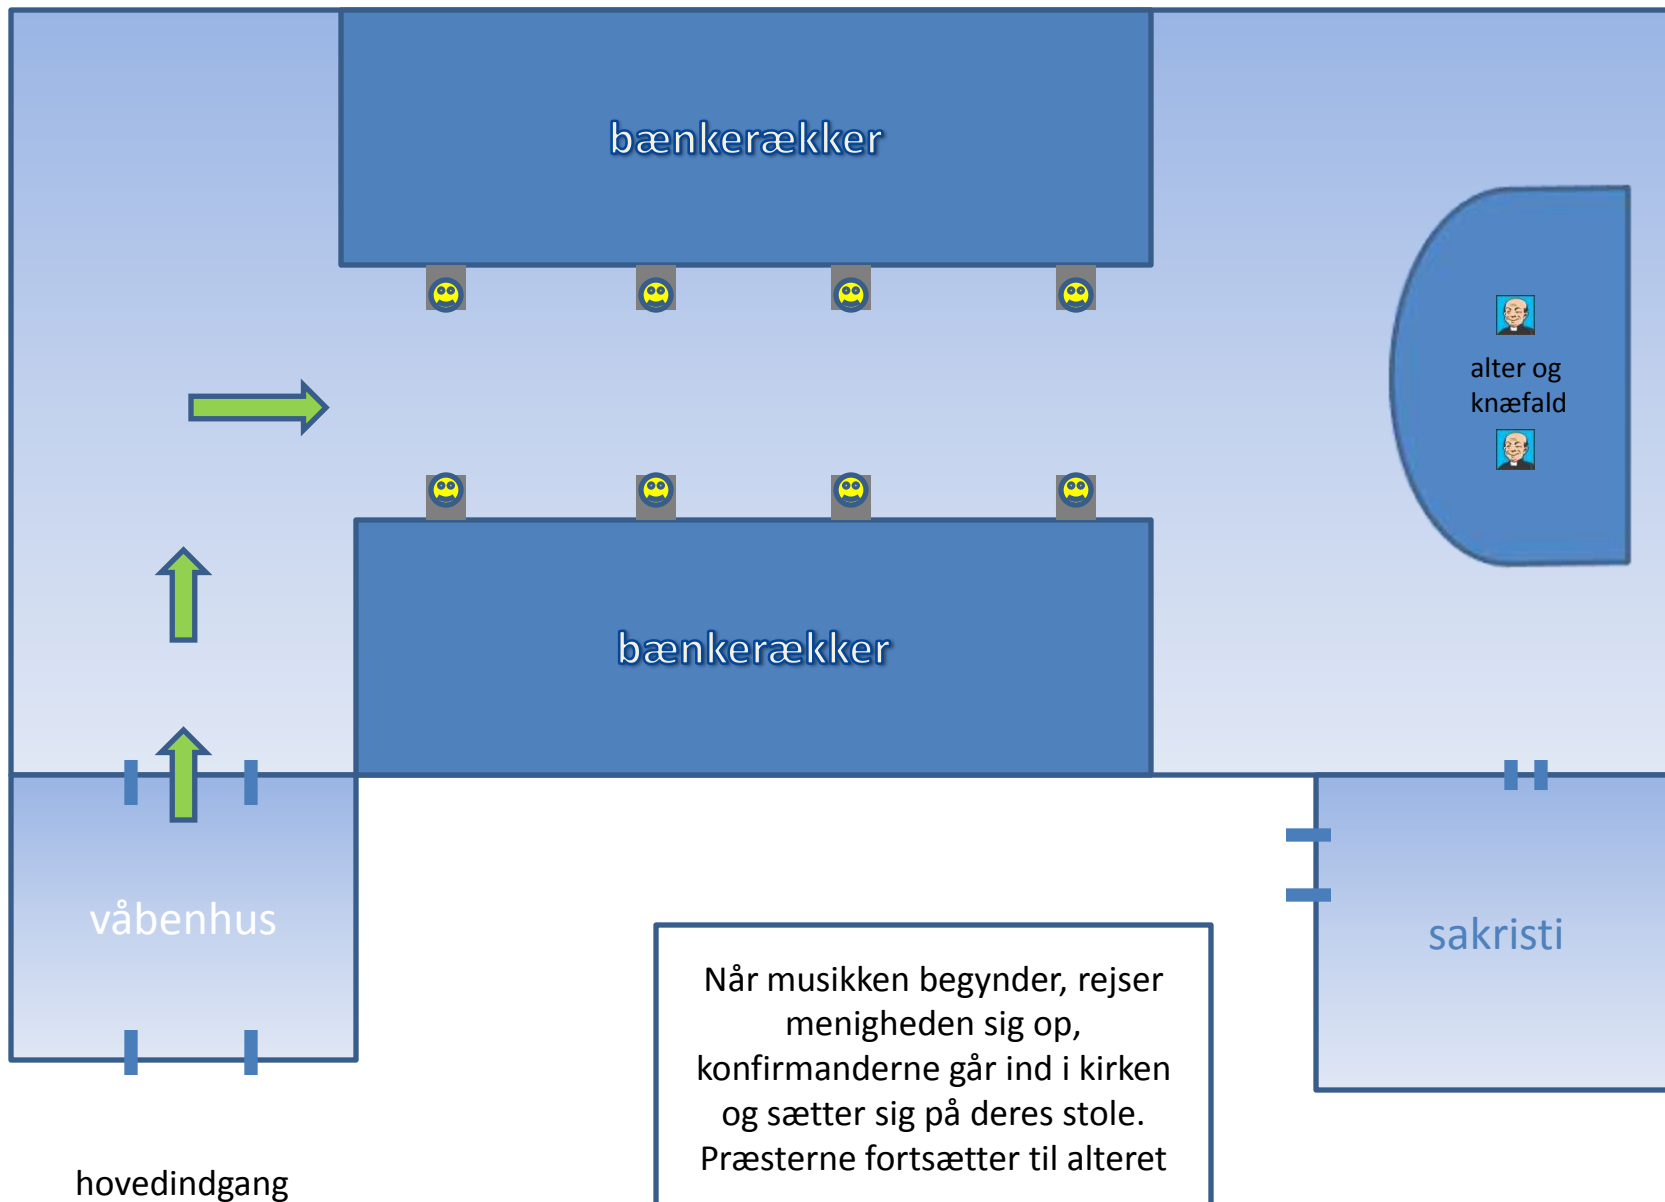 bænkerækker
alter og
knæfald
bænkerækker
våbenhus
sakristi
Når musikken begynder, rejser
menigheden sig op,
konfirmanderne går ind i kirken
og sætter sig på deres stole.
Præsterne fortsætter til alteret
hovedindgang